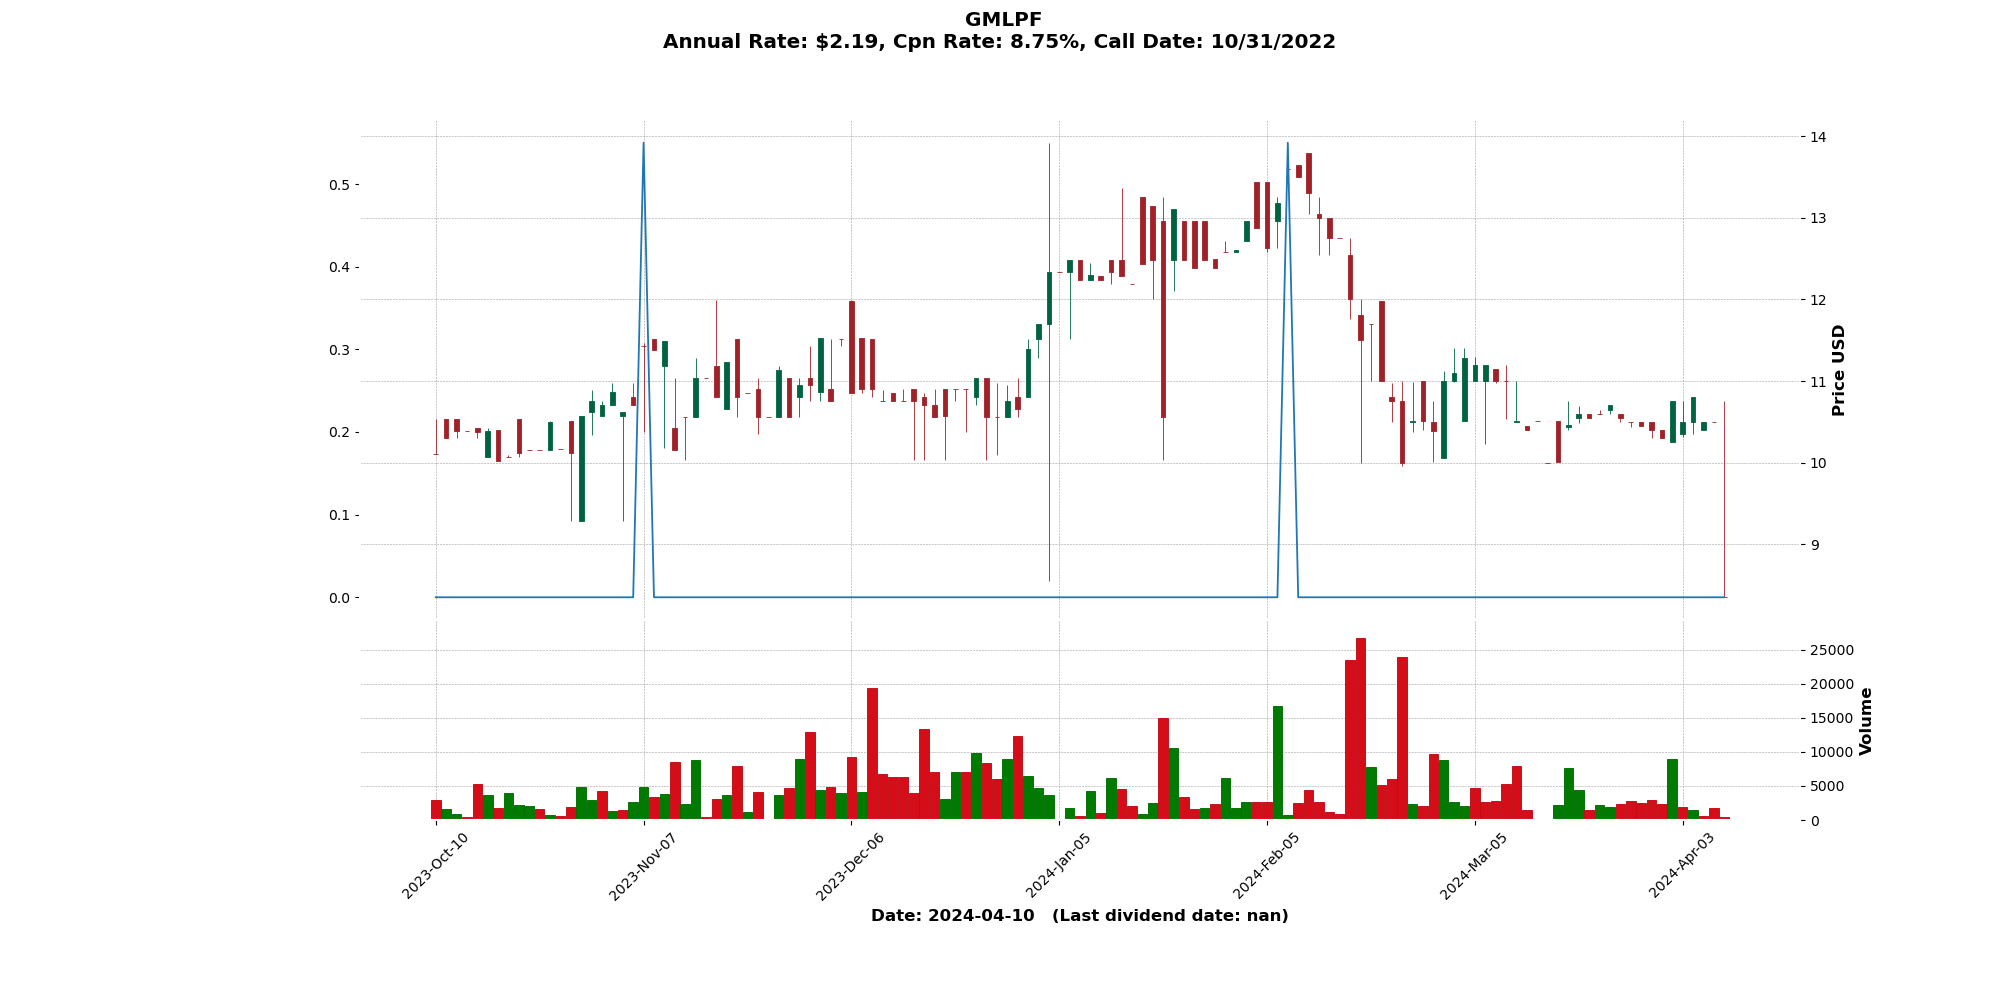 GMLPF
Annual Rate: $2.19, Cpn Rate: 8.75%, Call Date: 10/31/2022
0.5
0.4
0.3
0.2
0.1
0.0
14
13
12
11
10
9
Price USD
25000
20000
15000
10000
5000
0
Volume
2023-Oct-10
2023-Nov-07
2023-Dec-06
2024-Jan-05
2024-Feb-05
2024-Mar-05
2024-Apr-03
Date: 2024-04-10 (Last dividend date: nan)